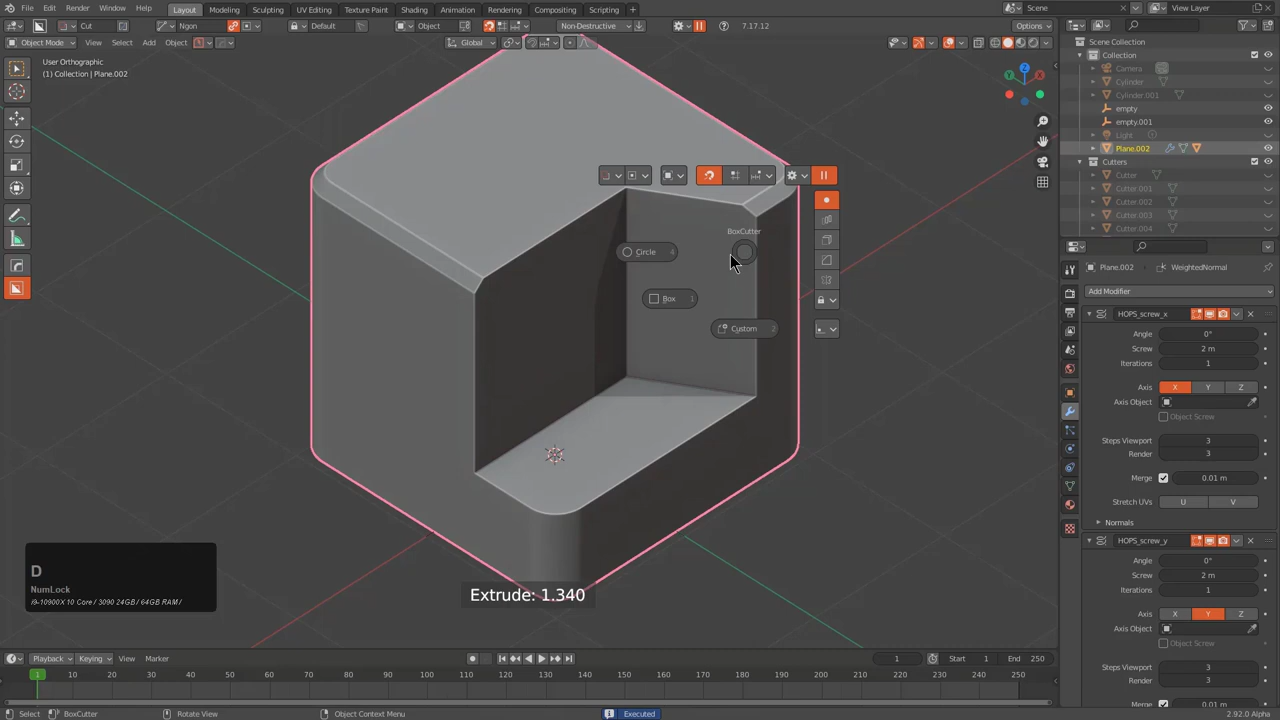 File Edit Render Window Help Layout Modeling Sculpting UV Editing Texture Paint Shading Animation Rendering Compositing Scripting + Scene View Layer
Cut Ngon Default Object Non-Destructive 7.17.12 Options
Object Mode View Select Add Object Global
User Orthographic
(1) Collection | Plane.002
Z
Y
X
Scene Collection
Collection
Camera
Cylinder
Cylinder.001
empty
empty.001
Light
Plane.002
Cutters
Cutter
Cutter.001
Cutter.002
Cutter.003
Cutter.004
BoxCutter
Circle 4
Box 1
Custom 2
Plane.002 WeightedNormal
Add Modifier
HOPS_screw_x
Angle 0°
Screw 2 m
Iterations 1
Axis X Y Z
Axis Object
Object Screw
Steps Viewport 3
Render 3
Merge 0.01 m
Stretch UVs U V
Normals
HOPS_screw_y
Angle 0°
Screw 2 m
Iterations 1
Axis X Y Z
Axis Object
Object Screw
Steps Viewport 3
Render 3
Merge 0.01 m
D
NumLock
i9-10900X 10 Core / 3090 24GB / 64GB RAM /
Extrude: 1.340
Playback Keying View Marker 1 Start 1 End 250
1 10 20 30 40 50 60 70 80 90 100 110 120 130 140 150 160 170 180 190 200 210 220 230 240 250
Select BoxCutter Rotate View Object Context Menu Executed 2.92.0 Alpha